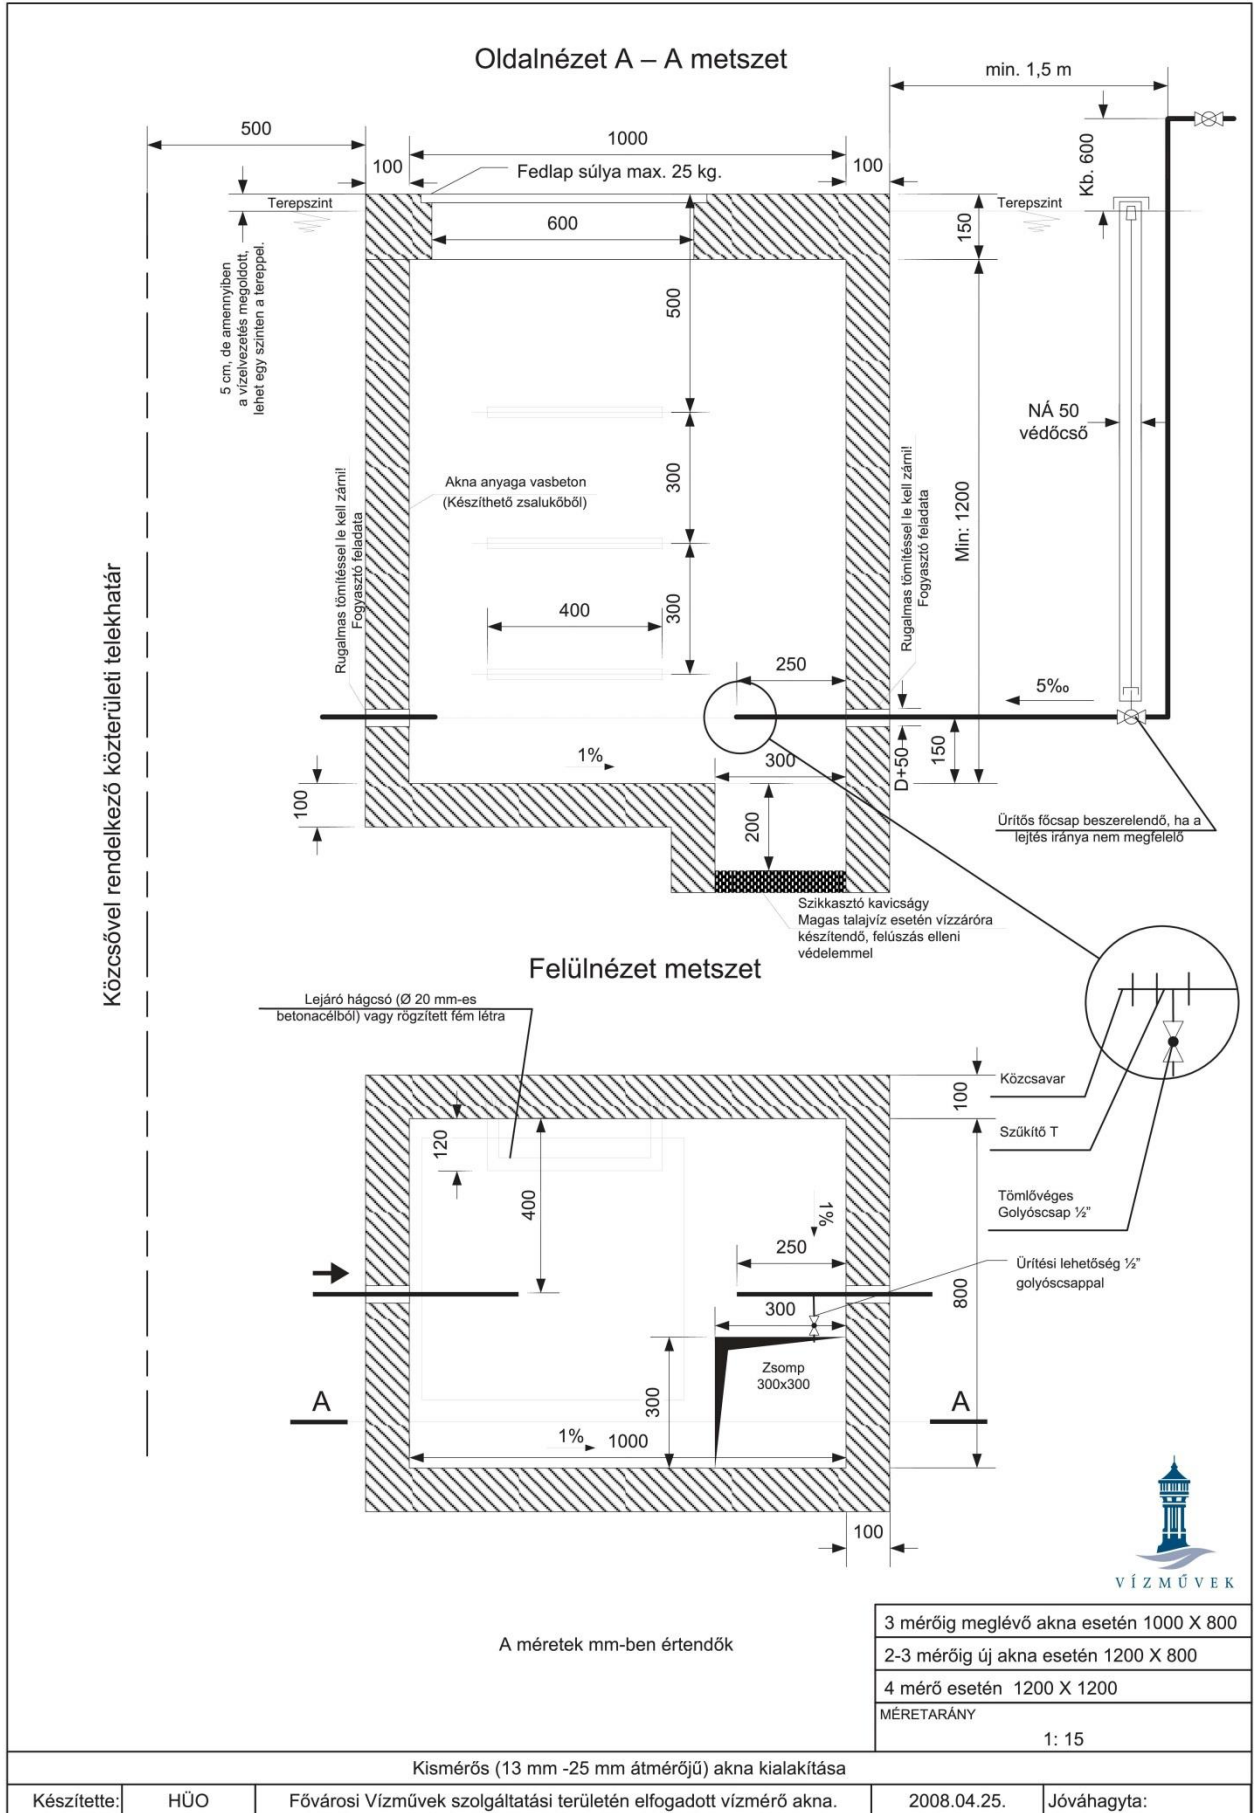 Oldalnézet A – A metszet
min. 1,5 m
500
1000
100
Fedlap súlya max. 25 kg.
100
Kb. 600
Terepszint
600
150
Terepszint
5 cm, de amennyiben
a vízelvezetés megoldott,
lehet egy szinten a tereppel.
500
NÁ 50
védőcső
Rugalmas tömítéssel le kell zárni!
Fogyasztó feladata
Akna anyaga vasbeton
(Készíthető zsalukőből)
300
Rugalmas tömítéssel le kell zárni!
Fogyasztó feladata
Min: 1200
Közcsővel rendelkező közterületi telekhatár
400
300
250
5‰
1%
300
D+50
150
100
200
Ürítős főcsap beszerelendő, ha a
lejtés iránya nem megfelelő
Szikkasztó kavicságy
Magas talajvíz esetén vízzáróra
készítendő, felúszás elleni
védelemmel
Felülnézet metszet
Lejáró hágcsó (Ø 20 mm-es
betonacélból) vagy rögzített fém létra
Közcsavar
100
Szűkítő T
120
400
Tömlővéges
Golyóscsap ½”
1%
250
Ürítési lehetőség ½”
golyóscsappal
800
300
Zsomp
300x300
300
A
A
1%
1000
100
VÍZMŰVEK
A méretek mm-ben értendők
3 mérőig meglévő akna esetén 1000 X 800
2-3 mérőig új akna esetén 1200 X 800
4 mérő esetén 1200 X 1200
MÉRETARÁNY
1: 15
Kismérős (13 mm -25 mm átmérőjű) akna kialakítása
Készítette:
HÜO
Fővárosi Vízművek szolgáltatási területén elfogadott vízmérő akna.
2008.04.25.
Jóváhagyta: